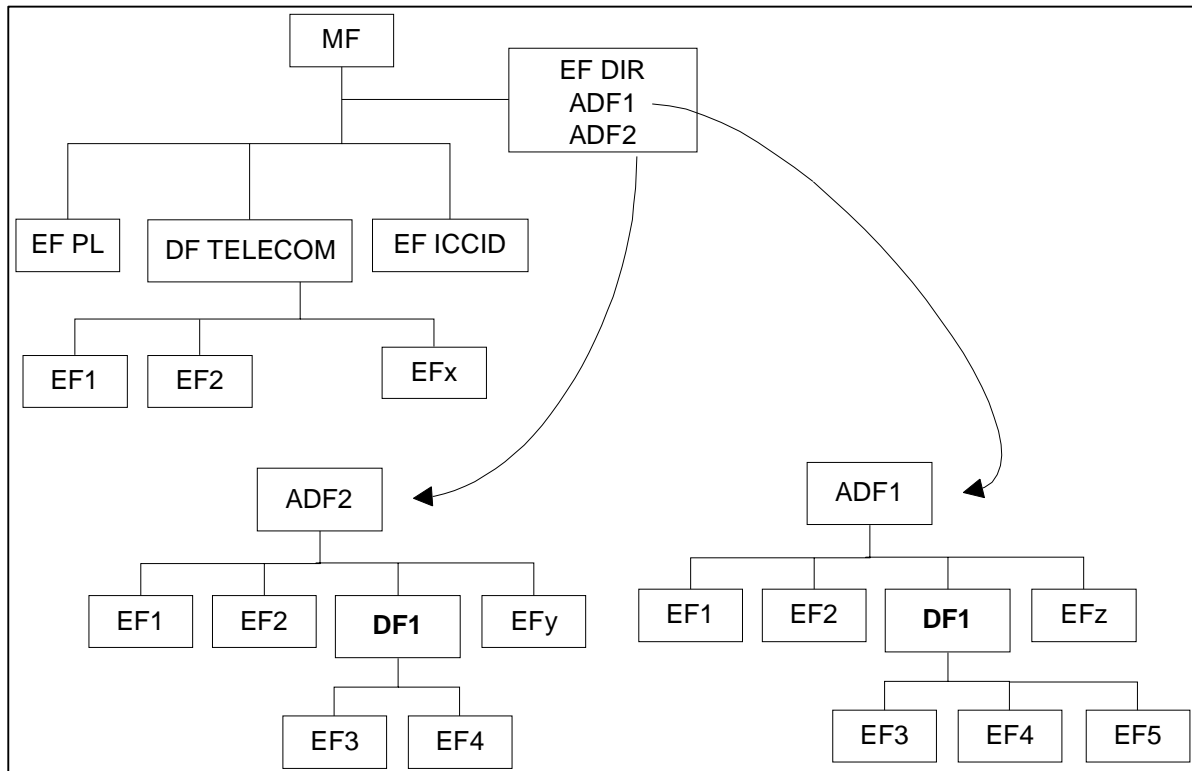 MF
EF DIR
ADF1
ADF2
EF PL
DF TELECOM
EF ICCID
EF1
EF2
EFx
ADF2
EF1
EF2
DF1
EFy
EF3
EF4
ADF1
EF1
EF2
DF1
EFz
EF3
EF4
EF5